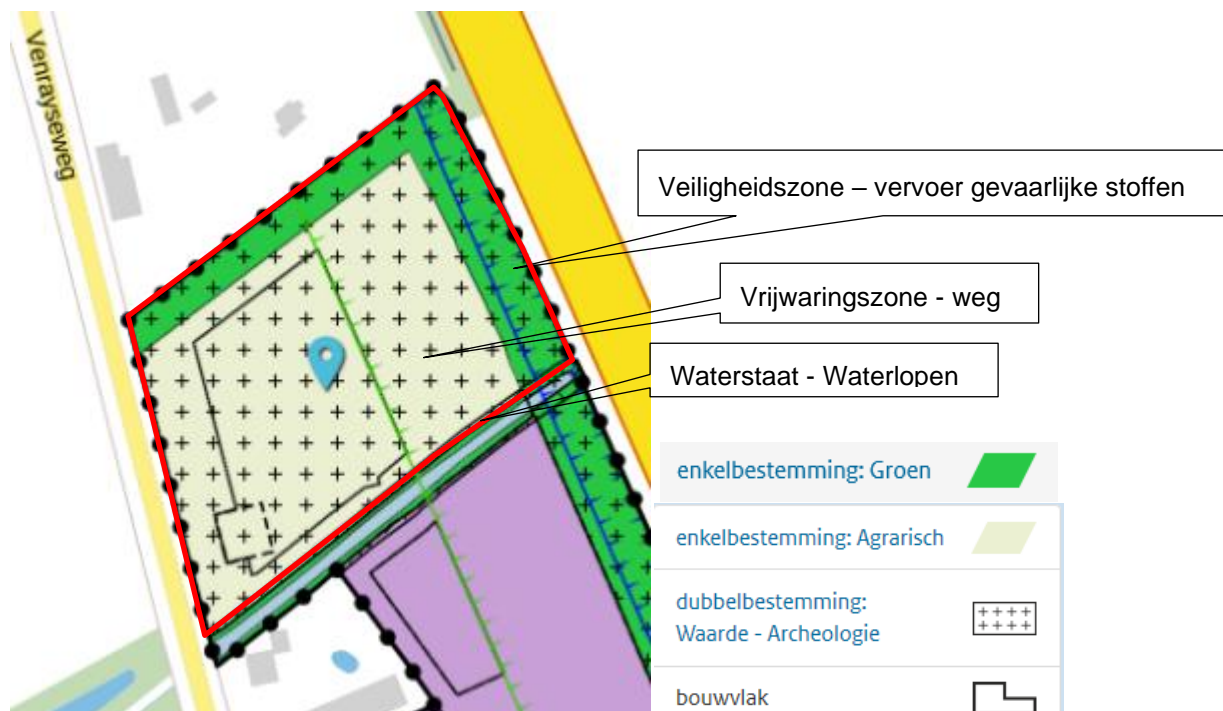 Venrayseweg
Veiligheidszone – vervoer gevaarlijke stoffen
Vrijwaringszone - weg
Waterstaat - Waterlopen
enkelbestemming: Groen
enkelbestemming: Agrarisch
dubbelbestemming:
Waarde - Archeologie
bouwvlak